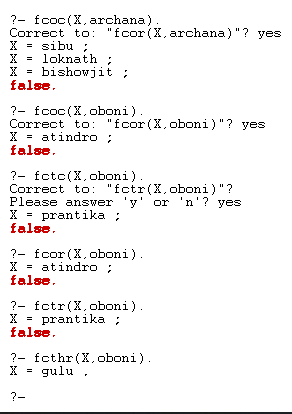 ?- fcoc(X,archana).
Correct to: "fcor(X,archana)"? yes
X = sibu ;
X = loknath ;
X = bishowjit ;
false.
?- fcoc(X,oboni).
Correct to: "fcor(X,oboni)"? yes
X = atindro ;
false.
?- fctc(X,oboni).
Correct to: "fctr(X,oboni)"?
Please answer 'y' or 'n'? yes
X = prantika ;
false.
?- fcor(X,oboni).
X = atindro ;
false.
?- fctr(X,oboni).
X = prantika ;
false.
?- fcthr(X,oboni).
X = gulu .
?-